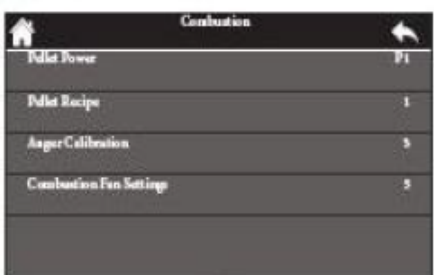 Combustion
Pellet Power P1
Pellet Recipe 1
Auger Calibration 5
Combustion Fan Settings 5